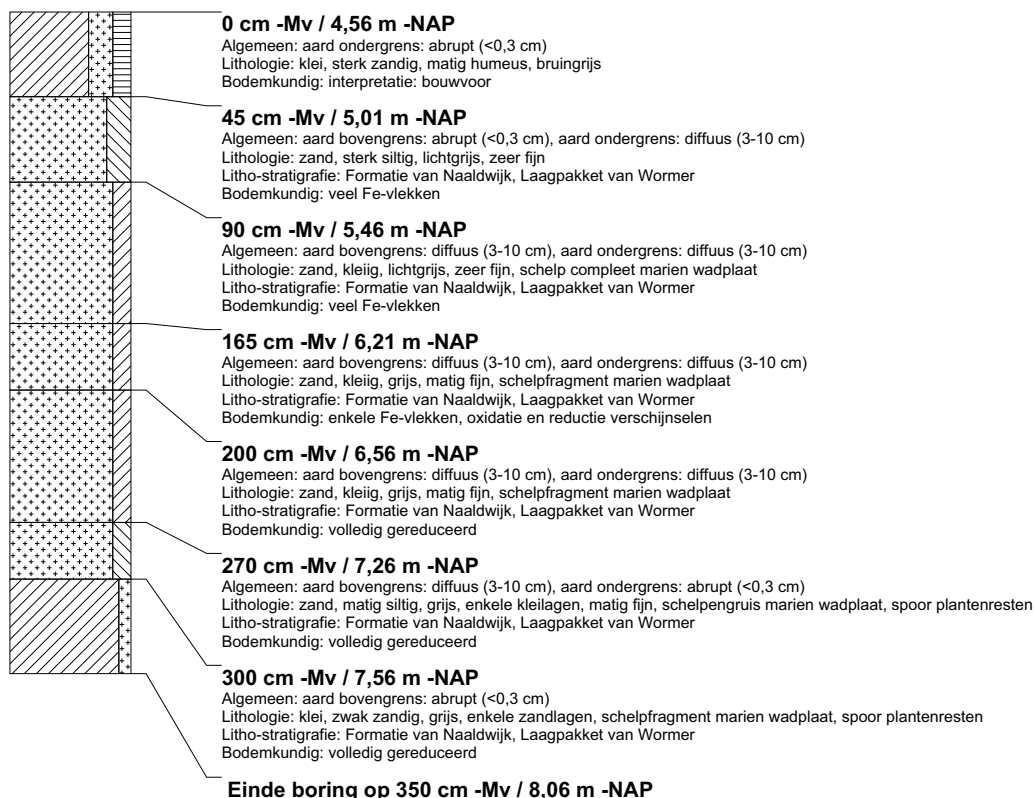 0 cm -Mv / 4,56 m -NAP
Algemeen: aard ondergrens: abrupt (<0,3 cm)
Lithologie: klei, sterk zandig, matig humeus, bruingrijs
Bodemkundig: interpretatie: bouwvoor
45 cm -Mv / 5,01 m -NAP
Algemeen: aard bovengrens: abrupt (<0,3 cm), aard ondergrens: diffuus (3-10 cm)
Lithologie: zand, sterk siltig, lichtgrijs, zeer fijn
Litho-stratigrafie: Formatie van Naaldwijk, Laagpakket van Wormer
Bodemkundig: veel Fe-vlekken
90 cm -Mv / 5,46 m -NAP
Algemeen: aard bovengrens: diffuus (3-10 cm), aard ondergrens: diffuus (3-10 cm)
Lithologie: zand, kleiig, lichtgrijs, zeer fijn, schelp compleet marien wadplaat
Litho-stratigrafie: Formatie van Naaldwijk, Laagpakket van Wormer
Bodemkundig: veel Fe-vlekken
165 cm -Mv / 6,21 m -NAP
Algemeen: aard bovengrens: diffuus (3-10 cm), aard ondergrens: diffuus (3-10 cm)
Lithologie: zand, kleiig, grijs, matig fijn, schelpfragment marien wadplaat
Litho-stratigrafie: Formatie van Naaldwijk, Laagpakket van Wormer
Bodemkundig: enkele Fe-vlekken, oxidatie en reductie verschijnselen
200 cm -Mv / 6,56 m -NAP
Algemeen: aard bovengrens: diffuus (3-10 cm), aard ondergrens: diffuus (3-10 cm)
Lithologie: zand, kleiig, grijs, matig fijn, schelpfragment marien wadplaat
Litho-stratigrafie: Formatie van Naaldwijk, Laagpakket van Wormer
Bodemkundig: volledig gereduceerd
270 cm -Mv / 7,26 m -NAP
Algemeen: aard bovengrens: diffuus (3-10 cm), aard ondergrens: abrupt (<0,3 cm)
Lithologie: zand, matig siltig, grijs, enkele kleilagen, matig fijn, schelpengruis marien wadplaat, spoor plantenresten
Litho-stratigrafie: Formatie van Naaldwijk, Laagpakket van Wormer
Bodemkundig: volledig gereduceerd
300 cm -Mv / 7,56 m -NAP
Algemeen: aard bovengrens: abrupt (<0,3 cm)
Lithologie: klei, zwak zandig, grijs, enkele zandlagen, schelpfragment marien wadplaat, spoor plantenresten
Litho-stratigrafie: Formatie van Naaldwijk, Laagpakket van Wormer
Bodemkundig: volledig gereduceerd
Einde boring op 350 cm -Mv / 8,06 m -NAP